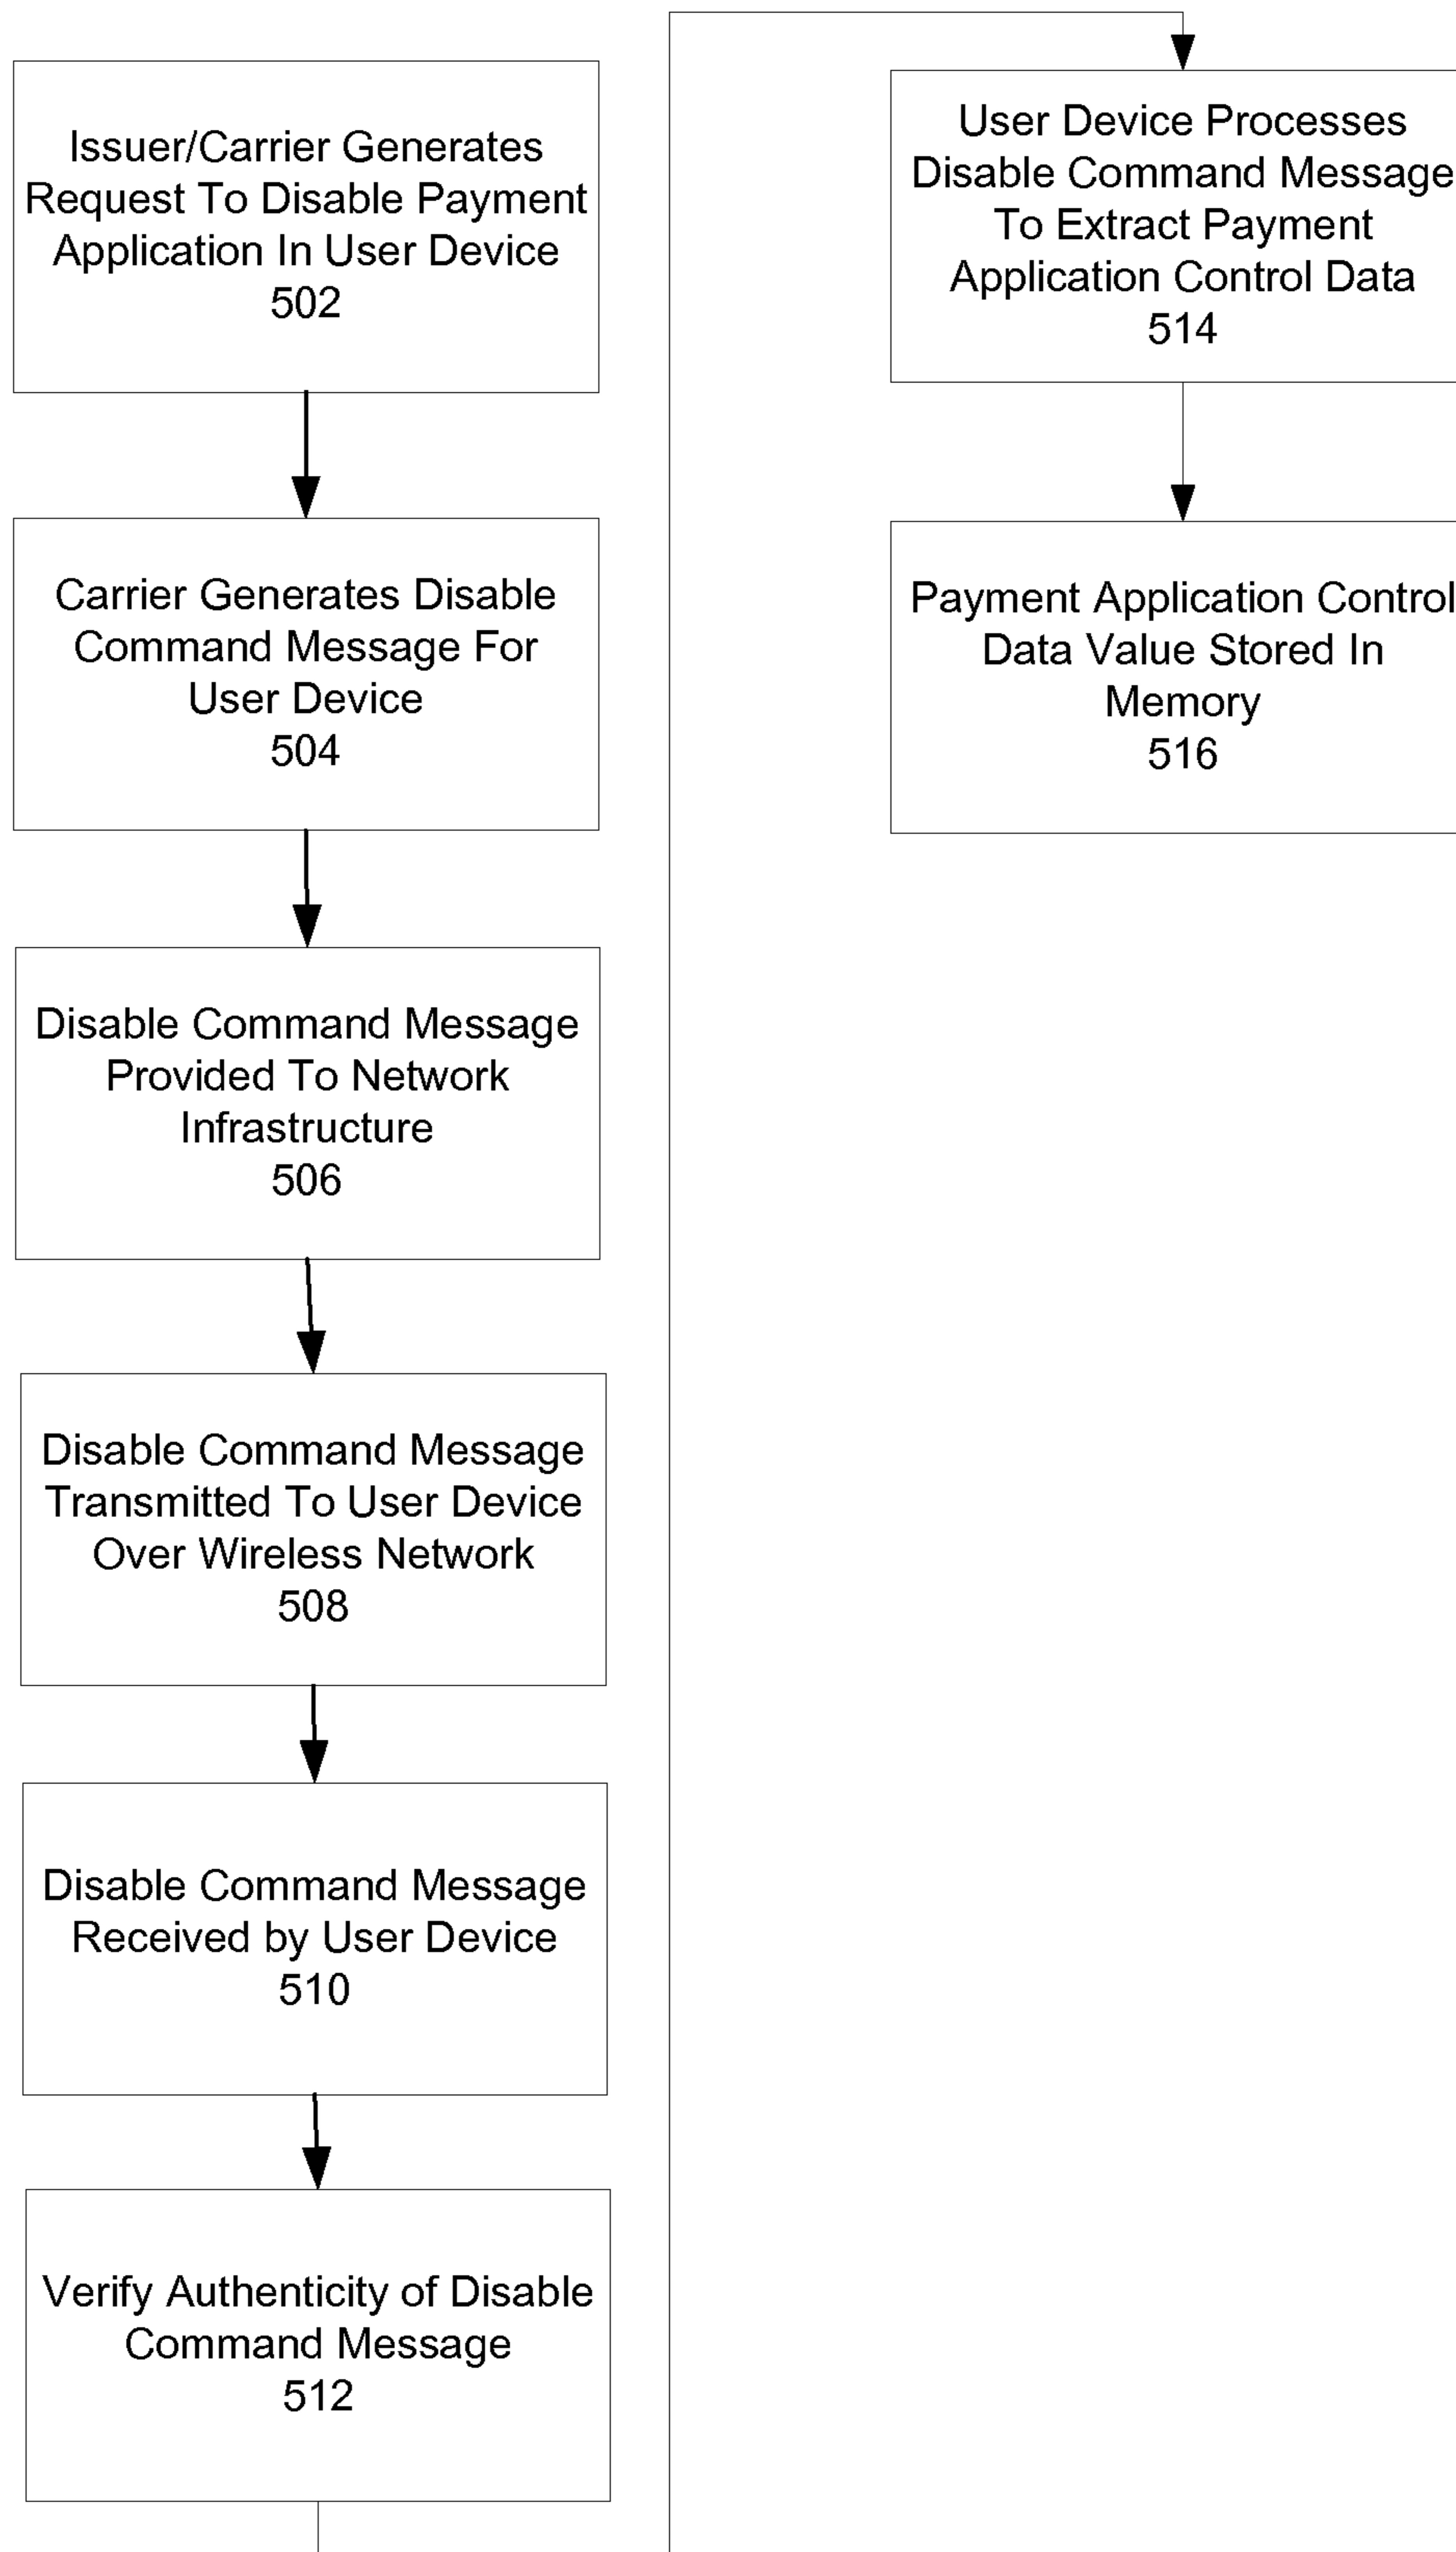 Issuer/Carrier Generates
Request To Disable Payment
Application In User Device
502
Carrier Generates Disable
Command Message For
User Device
504
Disable Command Message
Provided To Network
Infrastructure
506
Disable Command Message
Transmitted To User Device
Over Wireless Network
508
Disable Command Message
Received by User Device
510
Verify Authenticity of Disable
Command Message
512
User Device Processes
Disable Command Message
To Extract Payment
Application Control Data
514
Payment Application Control
Data Value Stored In
Memory
516